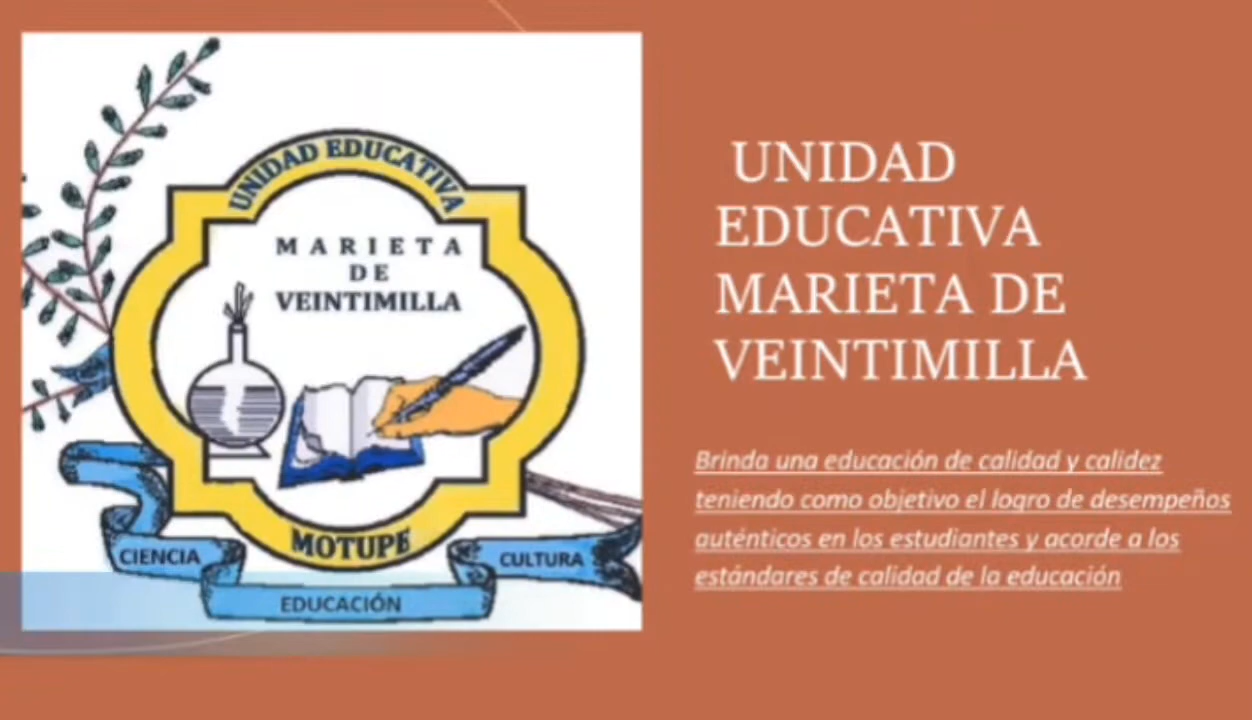 UNIDAD EDUCATIVA
MARIETA
DE
VEINTIMILLA
MOTUPE
CIENCIA
CULTURA
EDUCACIÓN
UNIDAD
EDUCATIVA
MARIETA DE
VEINTIMILLA
Brinda una educación de calidad y calidez
teniendo como objetivo el logro de desempeños
auténticos en los estudiantes y acorde a los
estándares de calidad de la educación